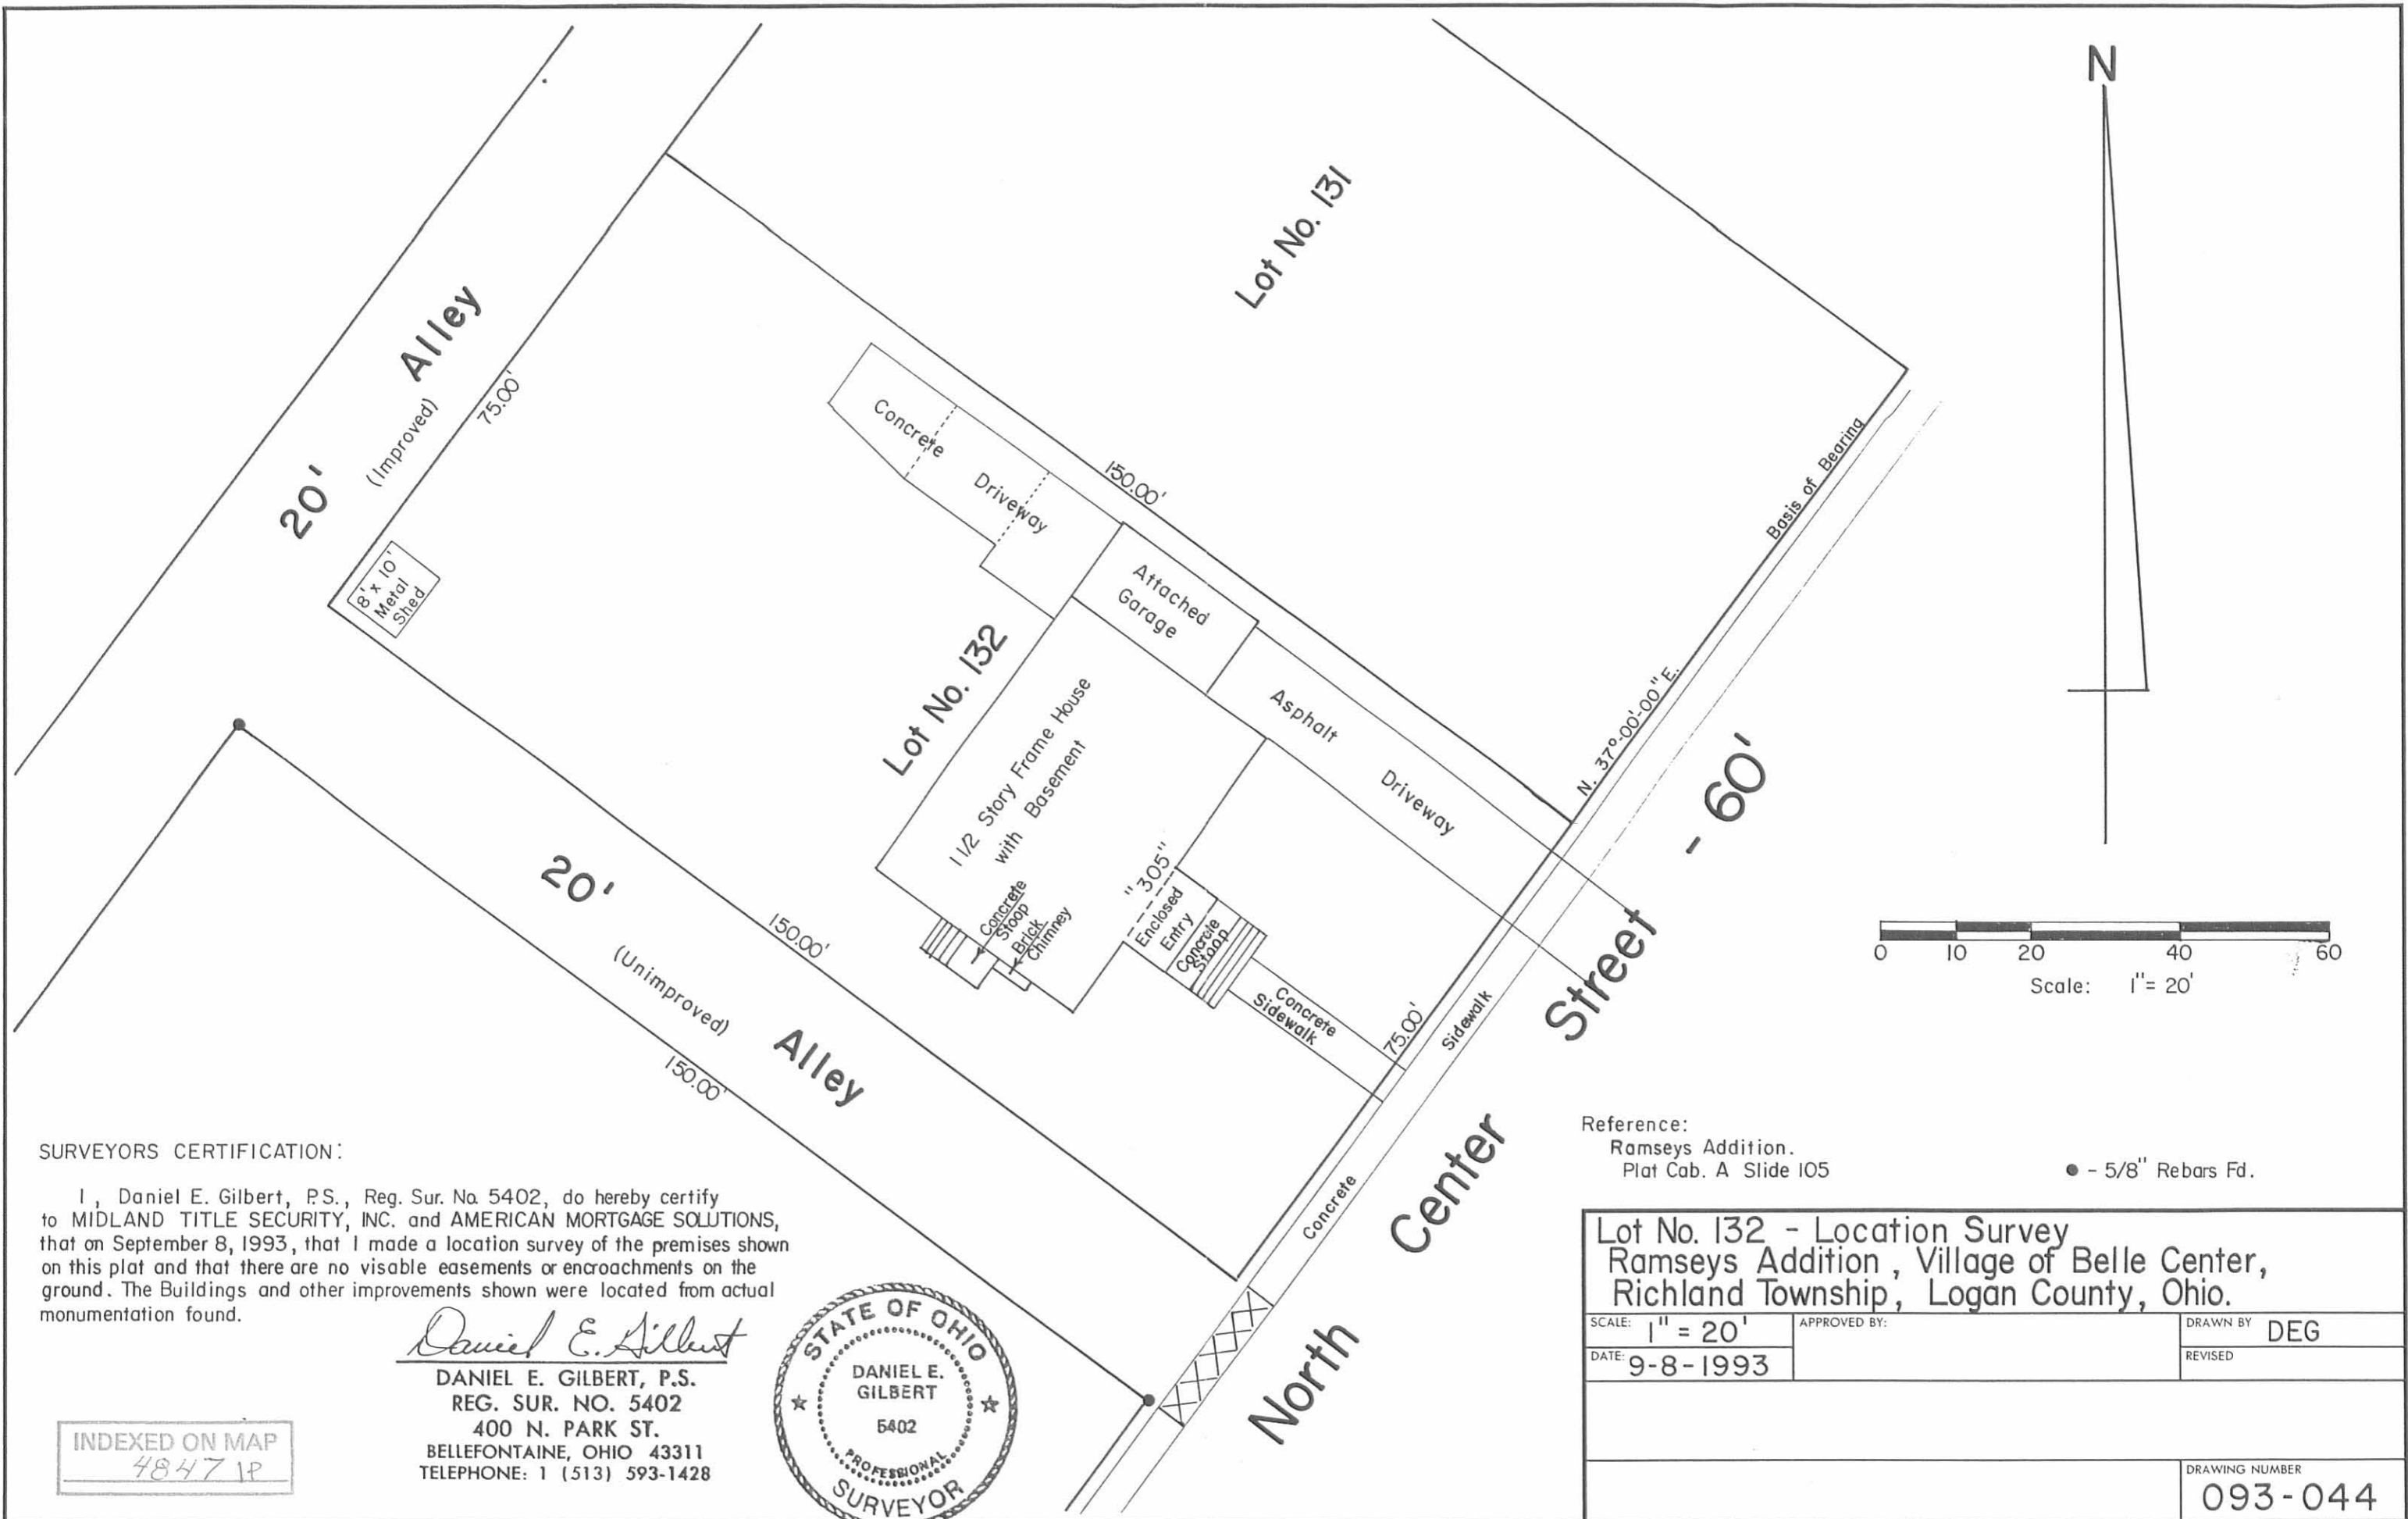 N
Lot No. 131
Alley
(Improved)
20'
75.00'
Concrete
Driveway
150.00'
Basis of Bearing
8' x 10'
Metal
Shed
Attached
Garage
Lot No. 132
1 1/2 Story Frame House
with Basement
Asphalt
Driveway
N. 37°-00'-00" E.
"305"
Enclosed
Entry
Concrete
Stoop
Concrete
Stoop
Brick
Chimney
Concrete
Sidewalk
75.00'
Sidewalk
Concrete
North Center Street - 60'
20'
150.00'
(Unimproved)
Alley
150.00'
0 10 20 40 60
Scale: 1"= 20'
Reference:
Ramseys Addition.
Plat Cab. A Slide 105
● - 5/8" Rebars Fd.
SURVEYORS CERTIFICATION:
I, Daniel E. Gilbert, P.S., Reg. Sur. No. 5402, do hereby certify
to MIDLAND TITLE SECURITY, INC. and AMERICAN MORTGAGE SOLUTIONS,
that on September 8, 1993, that I made a location survey of the premises shown
on this plat and that there are no visable easements or encroachments on the
ground. The Buildings and other improvements shown were located from actual
monumentation found.
Daniel E. Gilbert
DANIEL E. GILBERT, P.S.
REG. SUR. NO. 5402
400 N. PARK ST.
BELLEFONTAINE, OHIO 43311
TELEPHONE: 1 (513) 593-1428
INDEXED ON MAP
4847 1P
STATE OF OHIO
DANIEL E.
GILBERT
5402
PROFESSIONAL
SURVEYOR
Lot No. 132 - Location Survey
Ramseys Addition, Village of Belle Center,
Richland Township, Logan County, Ohio.
SCALE: 1" = 20'
APPROVED BY:
DRAWN BY DEG
DATE: 9-8-1993
REVISED
DRAWING NUMBER
093-044